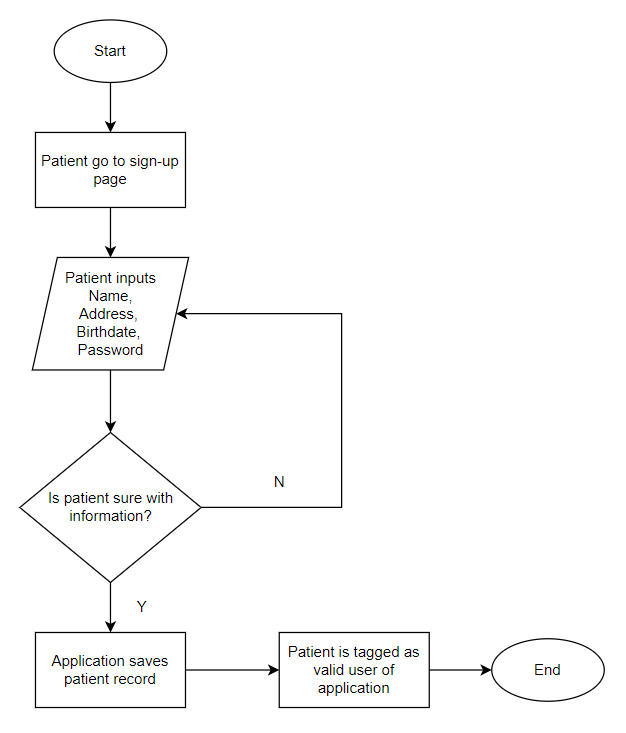 Start
Patient go to sign-up
page
Patient inputs
Name,
Address,
Birthdate,
Password
Is patient sure with
information?
N
Y
Application saves
patient record
Patient is tagged as
valid user of
application
End